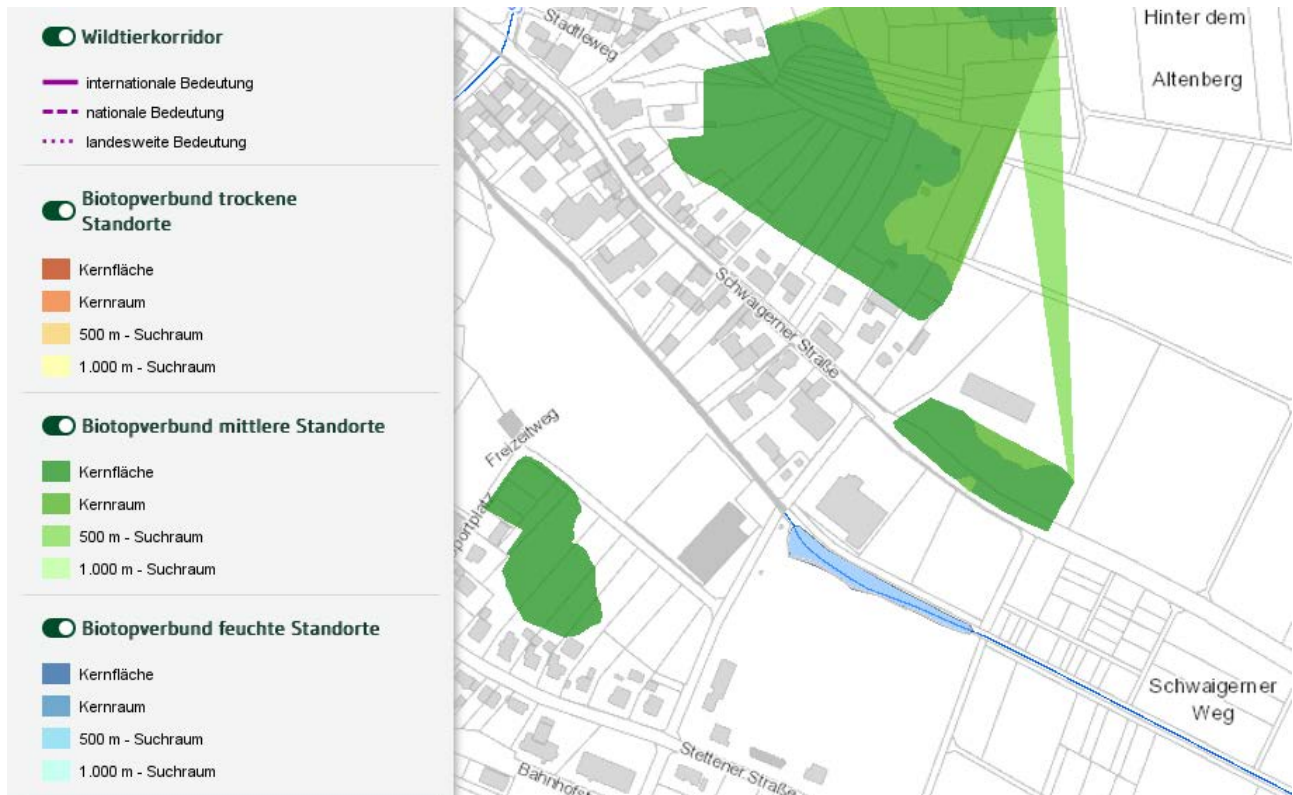 Wildtierkorridor
internationale Bedeutung
nationale Bedeutung
landesweite Bedeutung
Biotopverbund trockene
Standorte
Kernfläche
Kernraum
500 m - Suchraum
1.000 m - Suchraum
Biotopverbund mittlere Standorte
Kernfläche
Kernraum
500 m - Suchraum
1.000 m - Suchraum
Biotopverbund feuchte Standorte
Kernfläche
Kernraum
500 m - Suchraum
1.000 m - Suchraum
Stadtleweg
Hinter dem
Altenberg
Schwaigerner Straße
Freizeitweg
portplatz
Schwaigerner
Weg
Stettener Straße
Bahnhofst